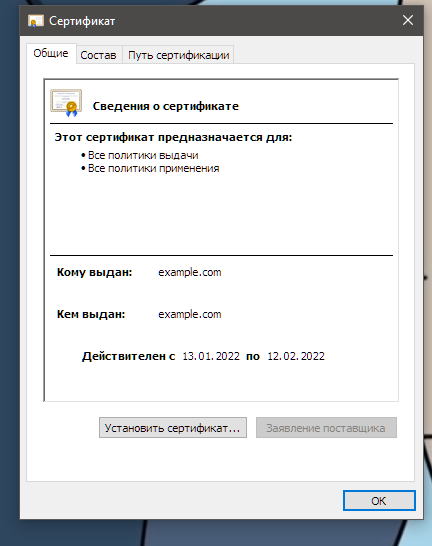 Сертификат
Общие Состав Путь сертификации
Сведения о сертификате
Этот сертификат предназначается для:
• Все политики выдачи
• Все политики применения
Кому выдан: example.com
Кем выдан: example.com
Действителен с 13.01.2022 по 12.02.2022
Установить сертификат... Заявление поставщика
ОК